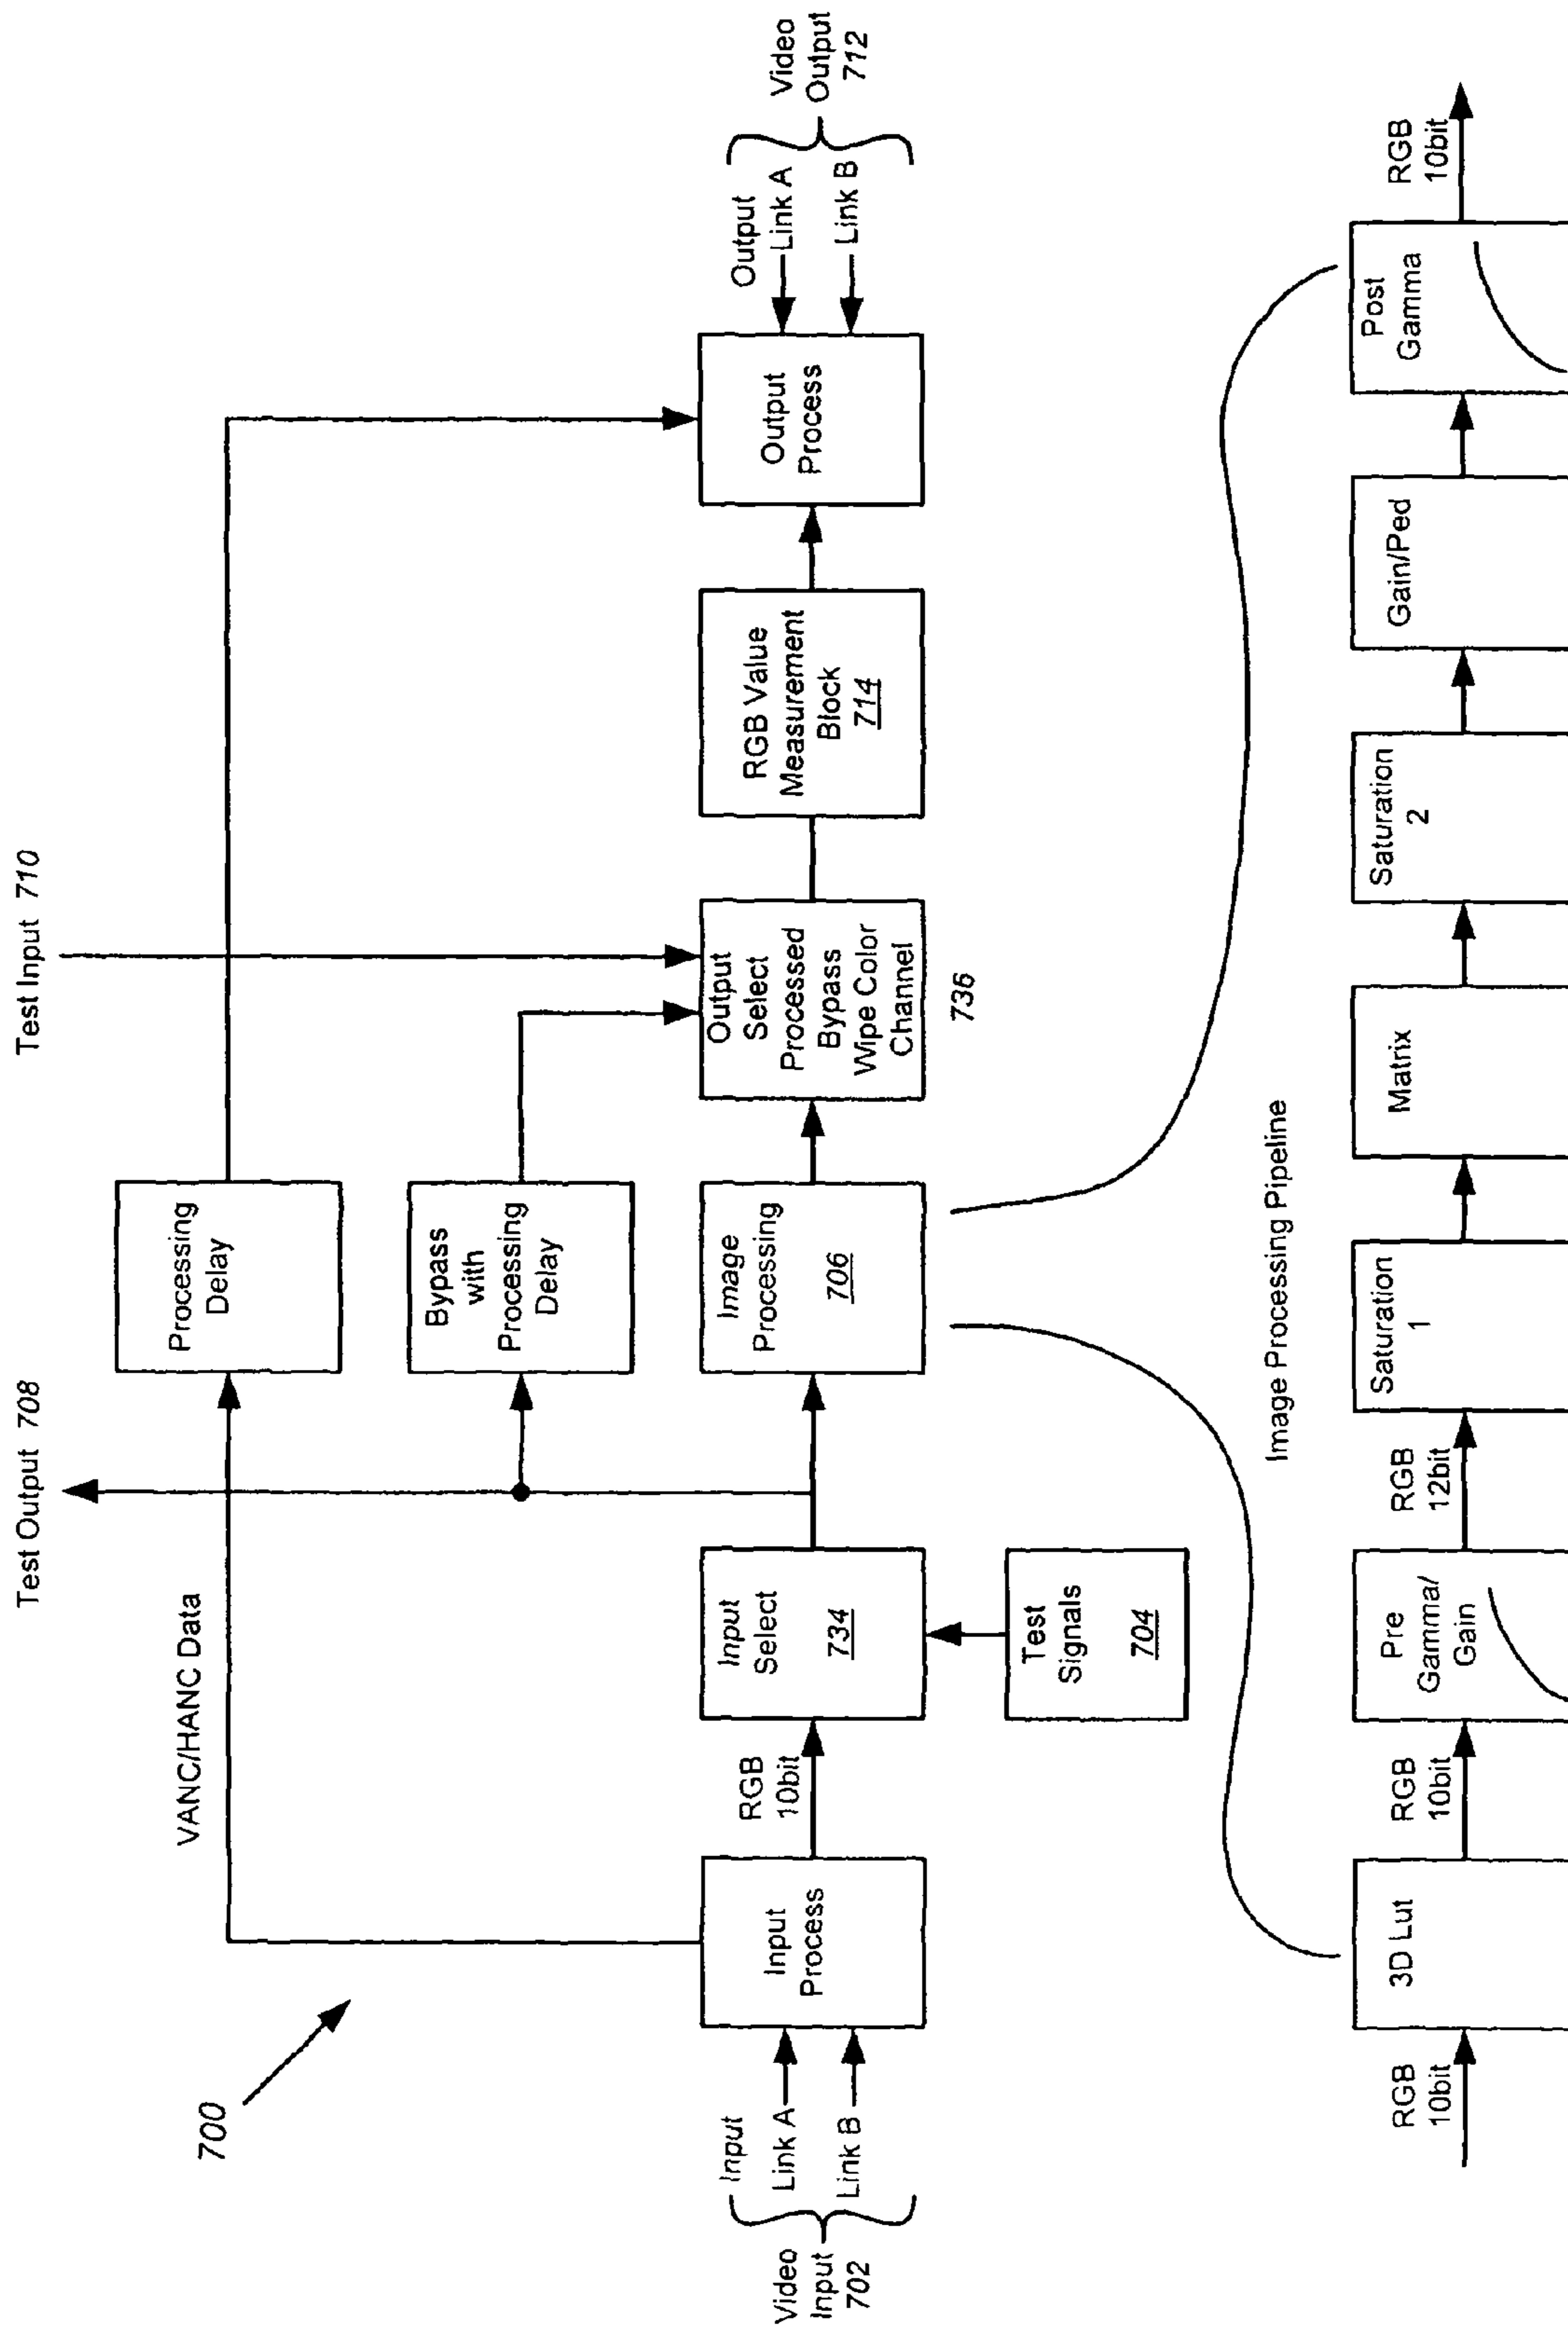 700
Test Output 708
Test Input 710
VANC/HANC Data
Processing
Delay
Bypass
with
Processing
Delay
Video
Input
702
Input
Link A
Link B
Input
Process
RGB
10bit
Input
Select
734
Test
Signals
704
Image
Processing
706
Output
Select
Processed
Bypass
Wipe Color
Channel
736
RGB Value
Measurement
Block
714
Output
Process
Output
Link A
Link B
Video
Output
712
Image Processing Pipeline
RGB
10bit
3D Lut
RGB
10bit
Pre
Gamma/
Gain
RGB
12bit
Saturation
1
Matrix
Saturation
2
Gain/Ped
Post
Gamma
RGB
10bit